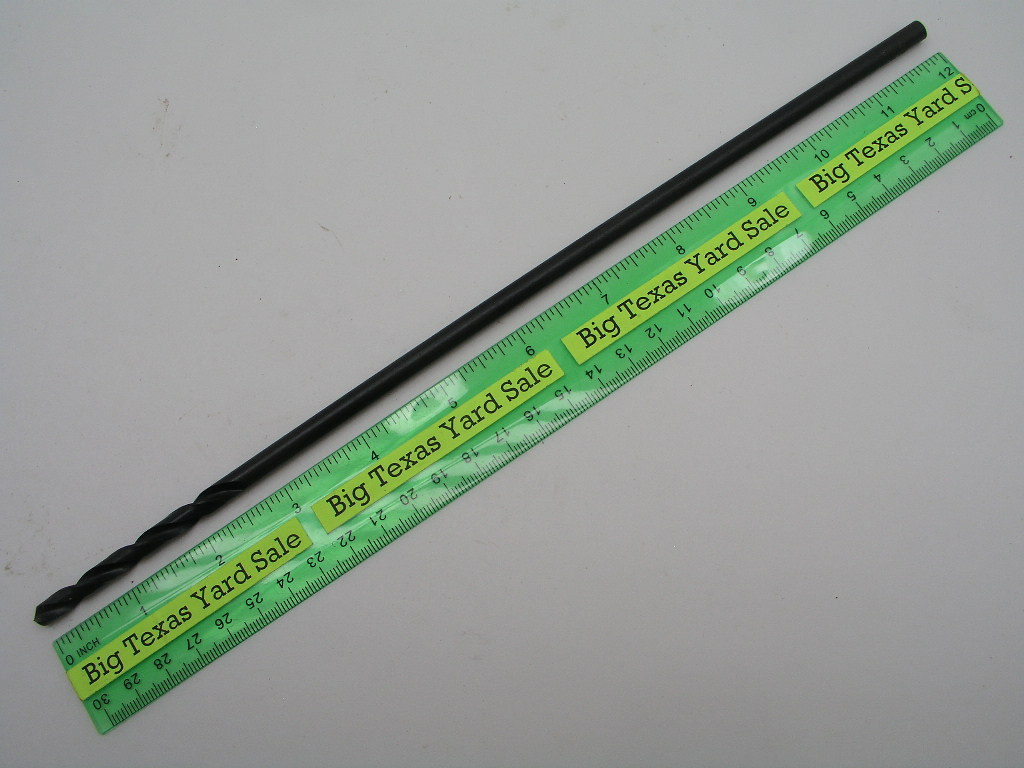 0 INCH 1 2 3 4 5 6 7 8 9 10 11 12
Big Texas Yard Sale
Big Texas Yard Sale
Big Texas Yard Sale
Big Texas Yard S
0 cm 1 2 3 4 5 6 7 8 9 10 11 12 13 14 15 16 17 18 19 20 21 22 23 24 25 26 27 28 29 30